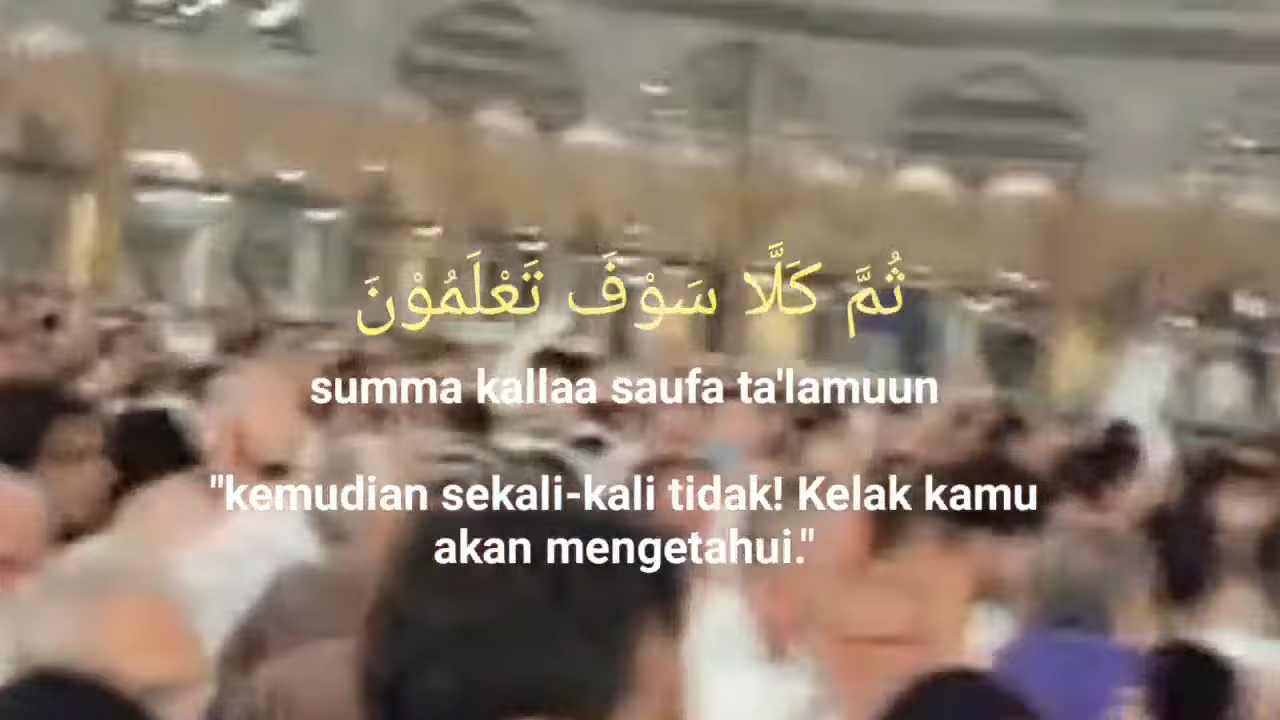 ثُمَّ كَلَّا سَوْفَ تَعْلَمُوْنَ
summa kallaa saufa ta'lamuun
"kemudian sekali-kali tidak! Kelak kamu
akan mengetahui."